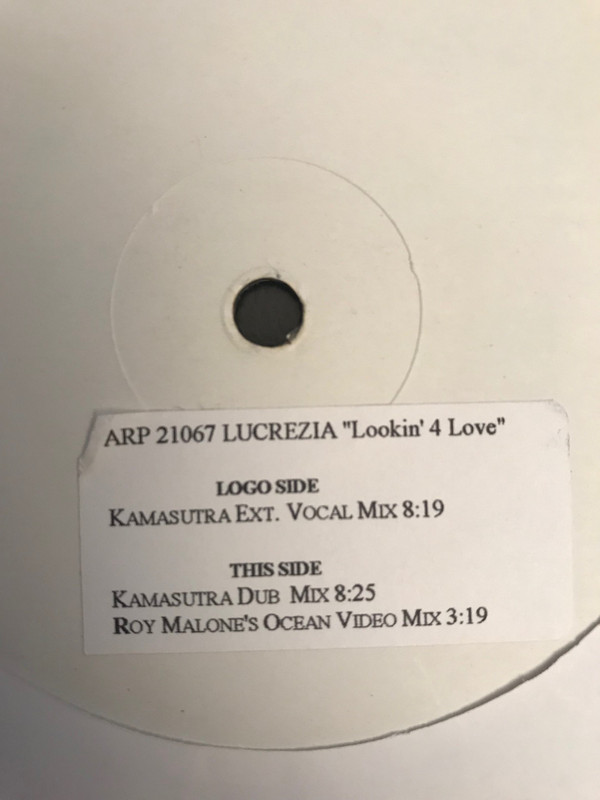 ARP 21067 LUCREZIA "Lookin' 4 Love"
LOGO SIDE
KAMASUTRA EXT. VOCAL MIX 8:19
THIS SIDE
KAMASUTRA DUB MIX 8:25
ROY MALONE'S OCEAN VIDEO MIX 3:19